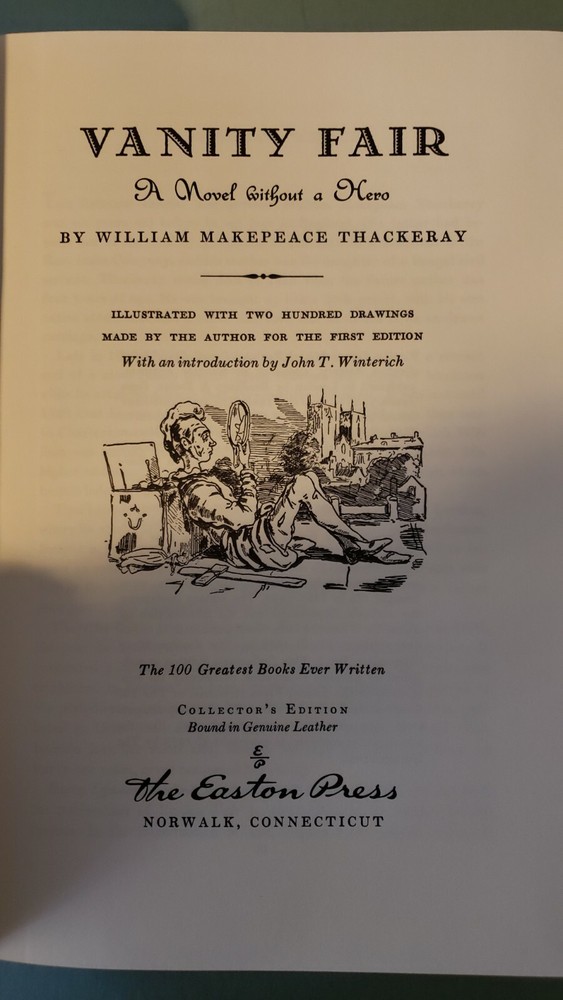 VANITY FAIR
A Novel without a Hero
BY WILLIAM MAKEPEACE THACKERAY
ILLUSTRATED WITH TWO HUNDRED DRAWINGS
MADE BY THE AUTHOR FOR THE FIRST EDITION
With an introduction by John T. Winterich
The 100 Greatest Books Ever Written
COLLECTOR'S EDITION
Bound in Genuine Leather
E
P
The Easton Press
NORWALK, CONNECTICUT